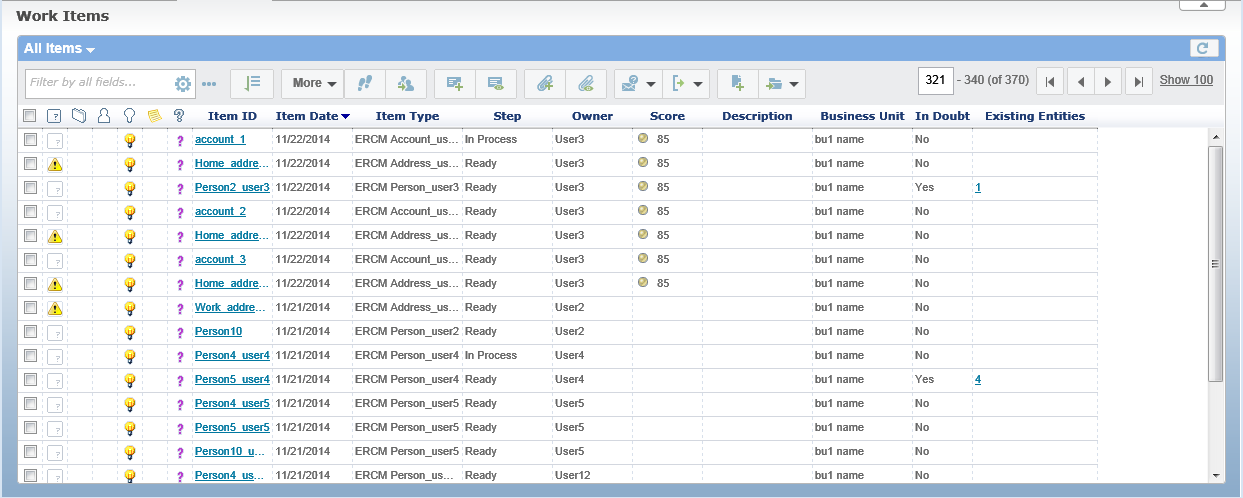 Work Items
All Items
Filter by all fields... More 321 - 340 (of 370) Show 100
Item ID Item Date Item Type Step Owner Score Description Business Unit In Doubt Existing Entities
account_1 11/22/2014 ERCM Account_us... In Process User3 85 bu1 name No
Home_addre... 11/22/2014 ERCM Address_us... Ready User3 85 bu1 name No
Person2_user3 11/22/2014 ERCM Person_user3 Ready User3 85 bu1 name Yes 1
account_2 11/22/2014 ERCM Account_us... Ready User3 85 bu1 name No
Home_addre... 11/22/2014 ERCM Address_us... Ready User3 85 bu1 name No
account_3 11/22/2014 ERCM Account_us... Ready User3 85 bu1 name No
Home_addre... 11/22/2014 ERCM Address_us... Ready User3 85 bu1 name No
Work_addre... 11/21/2014 ERCM Address_us... Ready User2 bu1 name No
Person10 11/21/2014 ERCM Person_user2 Ready User2 bu1 name No
Person4_user4 11/21/2014 ERCM Person_user4 In Process User4 bu1 name No
Person5_user4 11/21/2014 ERCM Person_user4 Ready User4 bu1 name Yes 4
Person4_user5 11/21/2014 ERCM Person_user5 Ready User5 bu1 name No
Person5_user5 11/21/2014 ERCM Person_user5 Ready User5 bu1 name No
Person10_u... 11/21/2014 ERCM Person_user5 Ready User5 bu1 name No
Person4_us... 11/21/2014 ERCM Person_us... Ready User12 bu1 name No